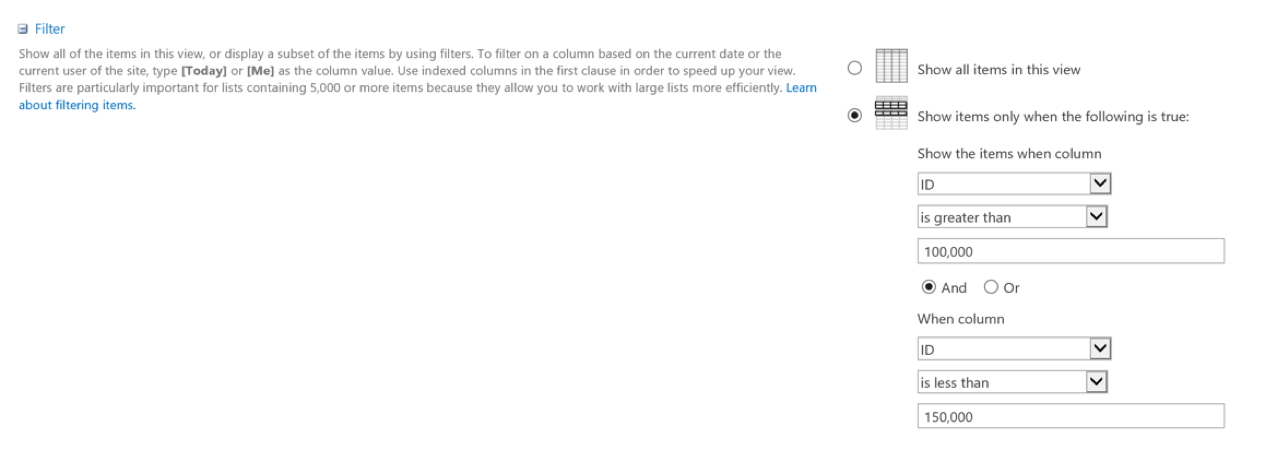 Filter
Show all of the items in this view, or display a subset of the items by using filters. To filter on a column based on the current date or the
current user of the site, type [Today] or [Me] as the column value. Use indexed columns in the first clause in order to speed up your view.
Filters are particularly important for lists containing 5,000 or more items because they allow you to work with large lists more efficiently. Learn
about filtering items.
Show all items in this view
Show items only when the following is true:
Show the items when column
ID
is greater than
100,000
And Or
When column
ID
is less than
150,000